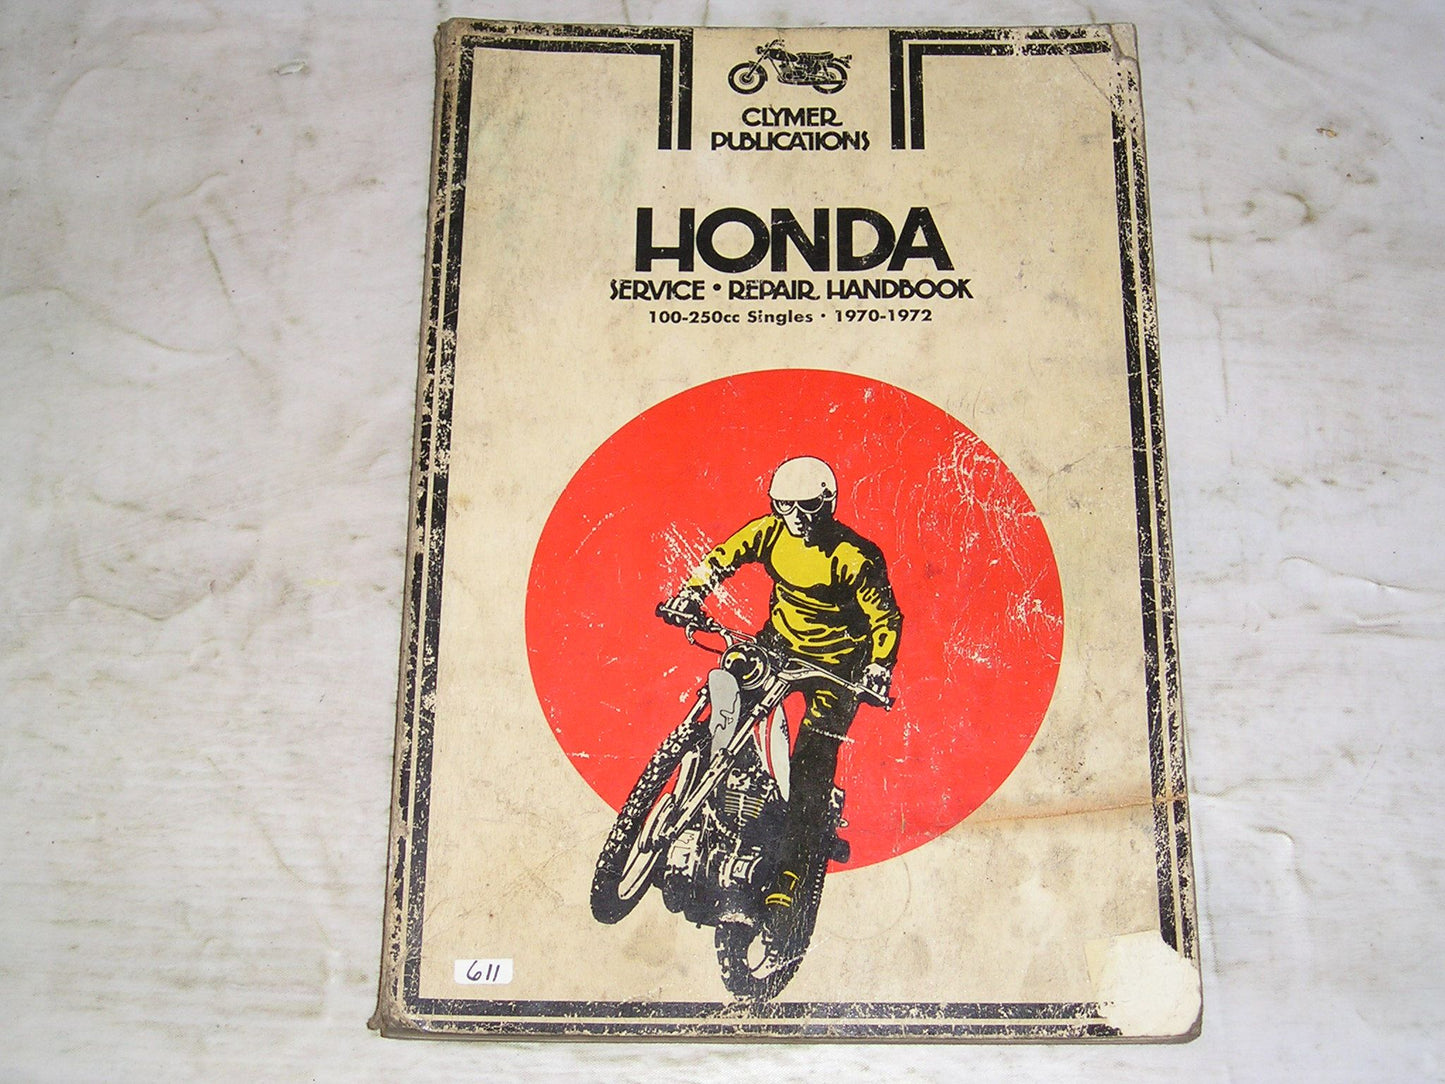 CLYMER
PUBLICATIONS
HONDA
SERVICE • REPAIR HANDBOOK
100-250cc Singles • 1970-1972
611